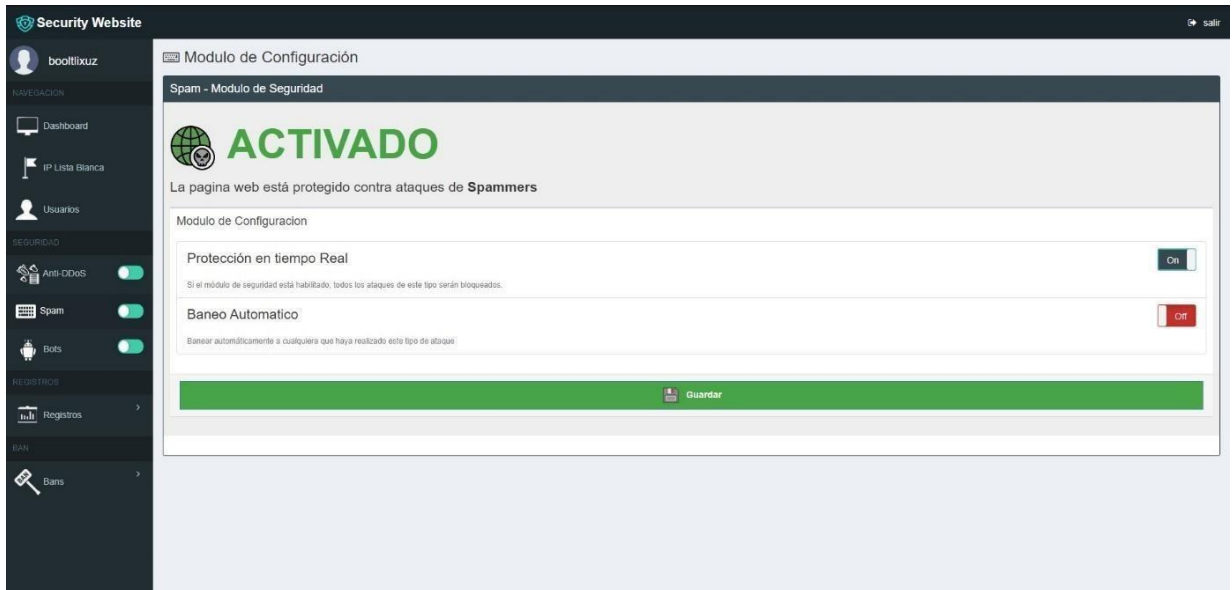 Security Website
salir
booltlixuz
NAVEGACION
Dashboard
IP Lista Blanca
Usuarios
SEGURIDAD
Anti-DDoS
Spam
Bots
REGISTROS
Registros
BAN
Bans
Modulo de Configuración
Spam - Modulo de Seguridad
ACTIVADO
La pagina web está protegido contra ataques de Spammers
Modulo de Configuracion
Protección en tiempo Real
On
Si el módulo de seguridad está habilitado, todos los ataques de este tipo serán bloqueados.
Baneo Automatico
Off
Banear automáticamente a cualquiera que haya realizado este tipo de ataque
Guardar